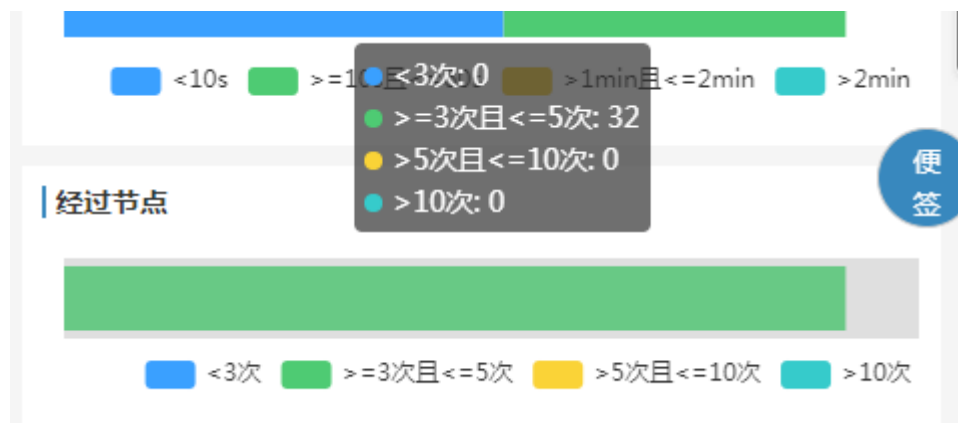 <10s
>1min且<=2min
>2min
<3次: 0
>=3次且<=5次: 32
>5次且<=10次: 0
>10次: 0
便
签
经过节点
<3次 >=3次且<=5次 >5次且<=10次 >10次